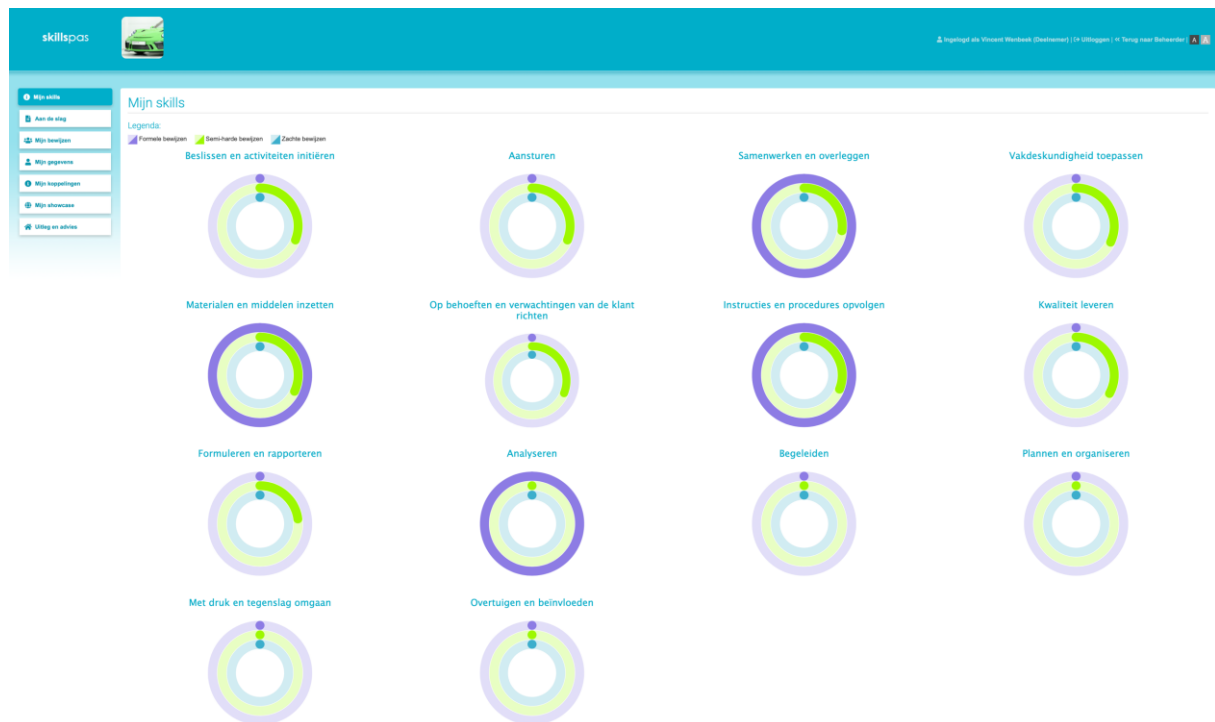 skillspas
Ingelogd als Vincent Wenbeek (Deelnemer) | Uitloggen | Terug naar Beheerder | A A
Mijn skills
Aan de slag
Mijn bewijzen
Mijn gegevens
Mijn koppelingen
Mijn showcase
Uitleg en advies
Mijn skills
Legenda:
Formele bewijzen Semi-harde bewijzen Zachte bewijzen
Beslissen en activiteiten initiëren
Aansturen
Samenwerken en overleggen
Vakdeskundigheid toepassen
Materialen en middelen inzetten
Op behoeften en verwachtingen van de klant
richten
Instructies en procedures opvolgen
Kwaliteit leveren
Formuleren en rapporteren
Analyseren
Begeleiden
Plannen en organiseren
Met druk en tegenslag omgaan
Overtuigen en beïnvloeden